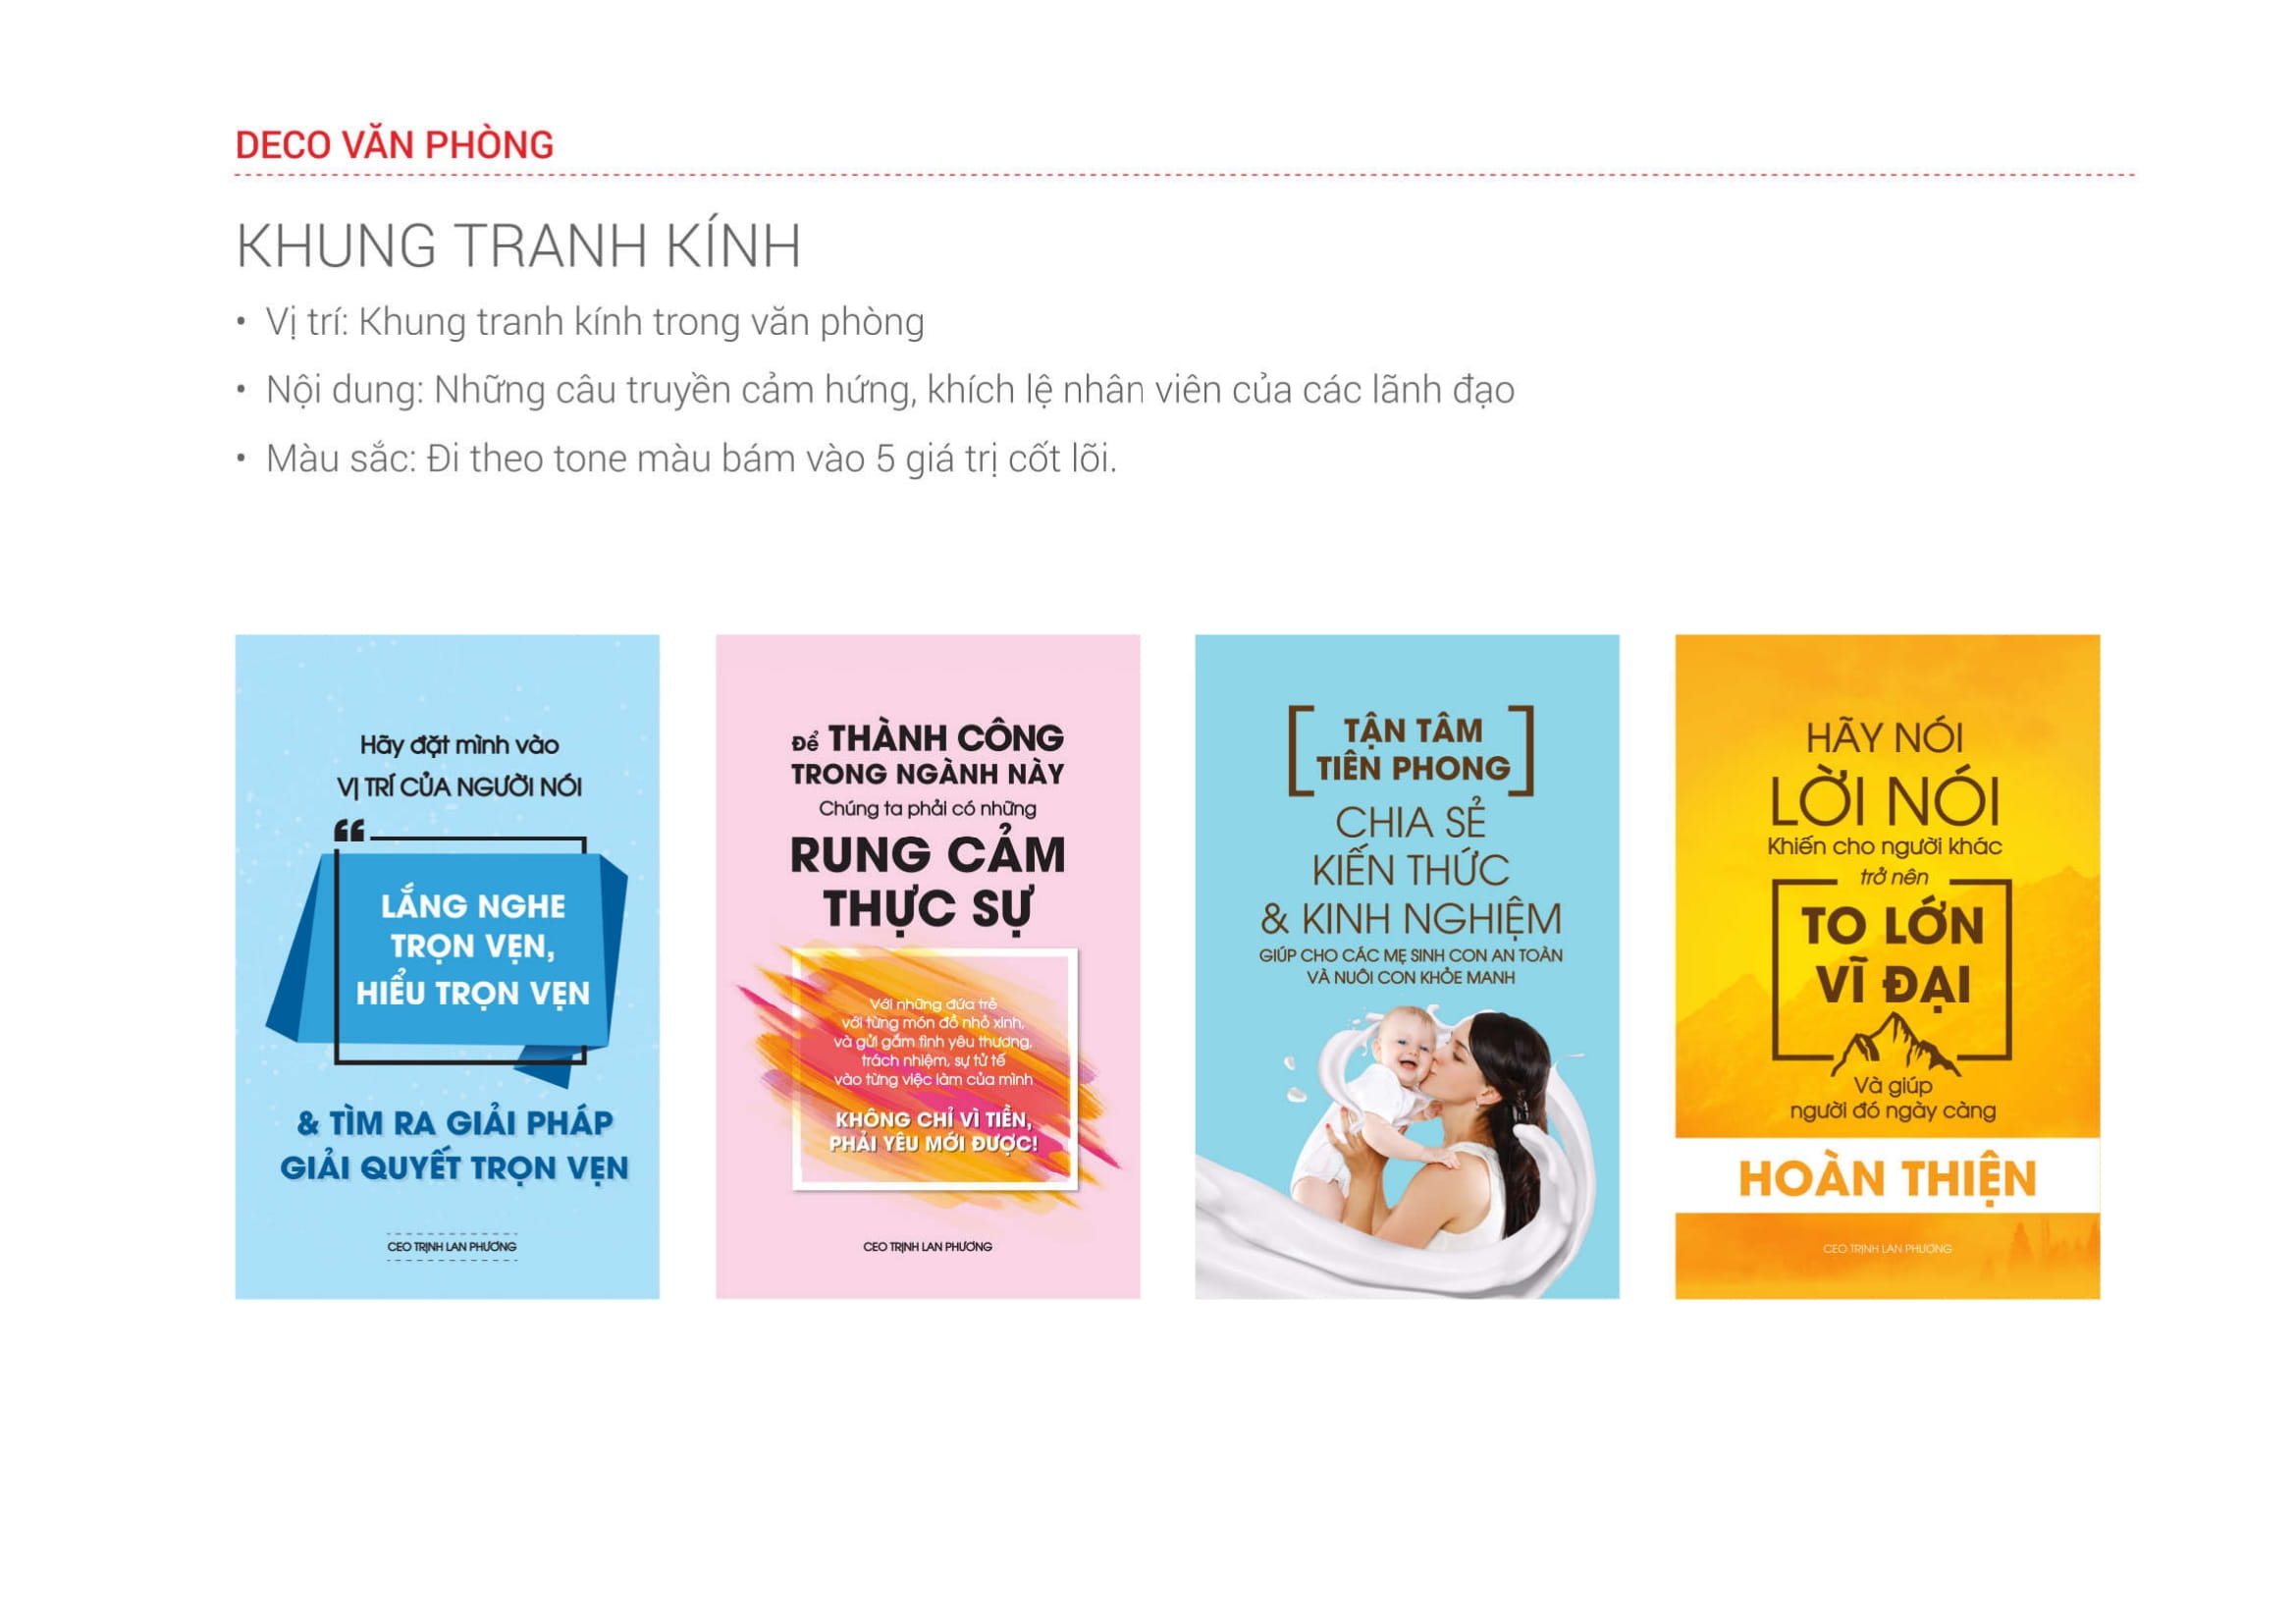 DECO VĂN PHÒNG
KHUNG TRANH KÍNH
• Vị trí: Khung tranh kính trong văn phòng
• Nội dung: Những câu truyền cảm hứng, khích lệ nhân viên của các lãnh đạo
• Màu sắc: Đi theo tone màu bám vào 5 giá trị cốt lõi.
Hãy đặt mình vào
VỊ TRÍ CỦA NGƯỜI NÓI
“
LẮNG NGHE
TRỌN VẸN,
HIỂU TRỌN VẸN
& TÌM RA GIẢI PHÁP
GIẢI QUYẾT TRỌN VẸN
CEO TRỊNH LAN PHƯƠNG
Để THÀNH CÔNG
TRONG NGÀNH NÀY
Chúng ta phải có những
RUNG CẢM
THỰC SỰ
Với những đứa trẻ
với từng món đồ nhỏ xinh,
và gửi gắm tình yêu thương,
trách nhiệm, sự tử tế
vào từng việc làm của mình
KHÔNG CHỈ VÌ TIỀN,
PHẢI YÊU MỚI ĐƯỢC!
CEO TRỊNH LAN PHƯƠNG
TẬN TÂM
TIÊN PHONG
CHIA SẺ
KIẾN THỨC
& KINH NGHIỆM
GIÚP CHO CÁC MẸ SINH CON AN TOÀN
VÀ NUÔI CON KHỎE MẠNH
HÃY NÓI
LỜI NÓI
Khiến cho người khác
trở nên
TO LỚN
VĨ ĐẠI
Và giúp
người đó ngày càng
HOÀN THIỆN
CEO TRỊNH LAN PHƯƠNG